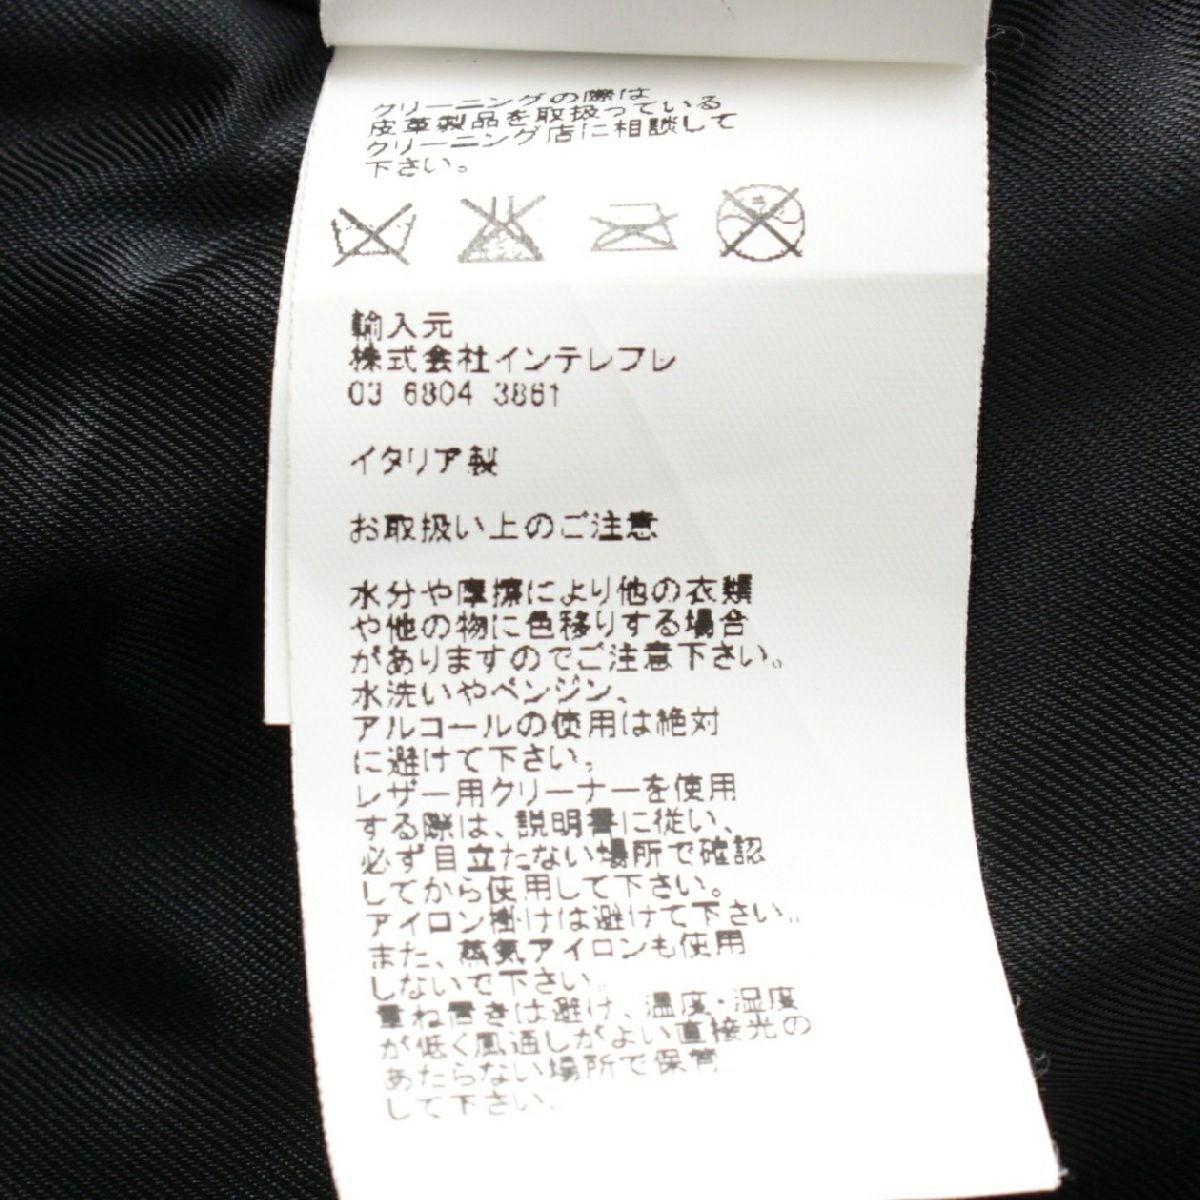 クリーニングの際は
皮革製品を取扱っている
クリーニング店に相談して
下さい。
輸入元
株式会社インテレプレ
03 6804 3861
イタリア製
お取扱い上のご注意
水分や摩擦により他の衣類
や他の物に色移りする場合
がありますのでご注意下さい。
水洗いやベンジン、
アルコールの使用は絶対
に避けて下さい。
レザー用クリーナーを使用
する際は、説明書に従い、
必ず目立たない場所で確認
してから使用して下さい。
アイロン掛けは避けて下さい。
また、蒸気アイロンも使用
しないで下さい。
重ね置きは避け、温度・湿度
が低く風通しがよい直接光の
あたらない場所で保管
して下さい。